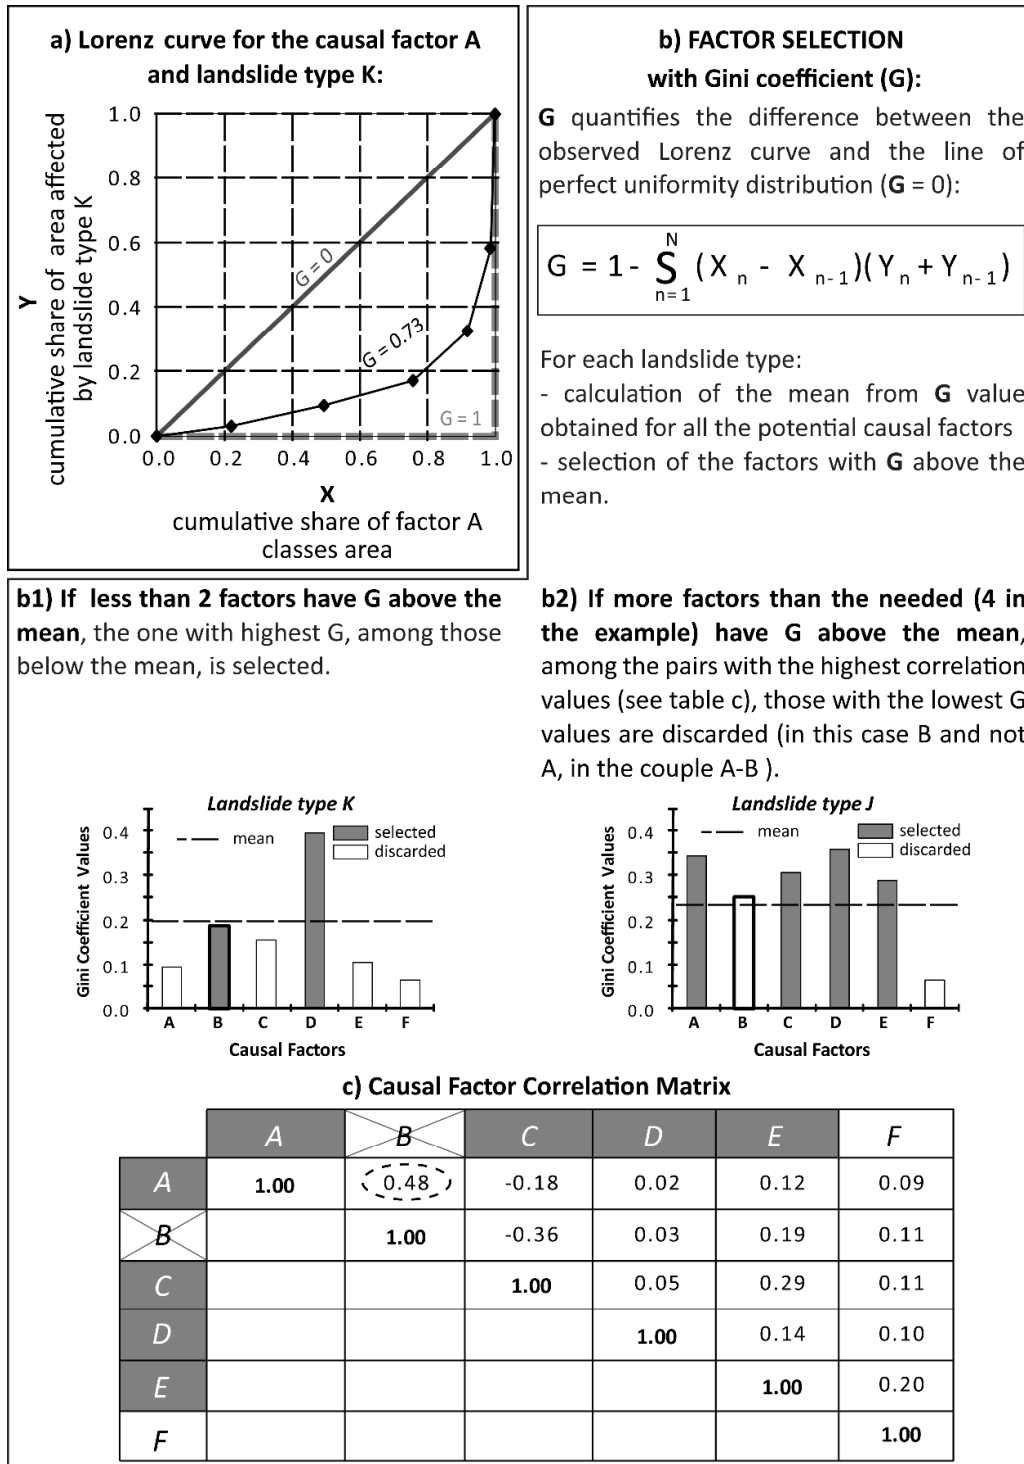 a) Lorenz curve for the causal factor A
and landslide type K:
Y
cumulative share of area affected
by landslide type K
1.0
0.8
0.6
0.4
0.2
0.0
G = 0
G = 0.73
G = 1
0.0 0.2 0.4 0.6 0.8 1.0
X
cumulative share of factor A
classes area
b) FACTOR SELECTION
with Gini coefficient (G):
G quantifies the difference between the
observed Lorenz curve and the line of
perfect uniformity distribution (G = 0):
N
G = 1 - S (X n - X n-1)(Y n + Y n-1)
n=1
For each landslide type:
- calculation of the mean from G value
obtained for all the potential causal factors
- selection of the factors with G above the
mean.
b1) If less than 2 factors have G above the
mean, the one with highest G, among those
below the mean, is selected.
b2) If more factors than the needed (4 in
the example) have G above the mean,
among the pairs with the highest correlation
values (see table c), those with the lowest G
values are discarded (in this case B and not
A, in the couple A-B ).
Landslide type K
mean
selected
discarded
Gini Coefficient Values
0.4
0.3
0.2
0.1
0.0
A B C D E F
Causal Factors
Landslide type J
mean
selected
discarded
Gini Coefficient Values
0.4
0.3
0.2
0.1
0.0
A B C D E F
Causal Factors
c) Causal Factor Correlation Matrix
A B C D E F
A 1.00 0.48 -0.18 0.02 0.12 0.09
B 1.00 -0.36 0.03 0.19 0.11
C 1.00 0.05 0.29 0.11
D 1.00 0.14 0.10
E 1.00 0.20
F 1.00